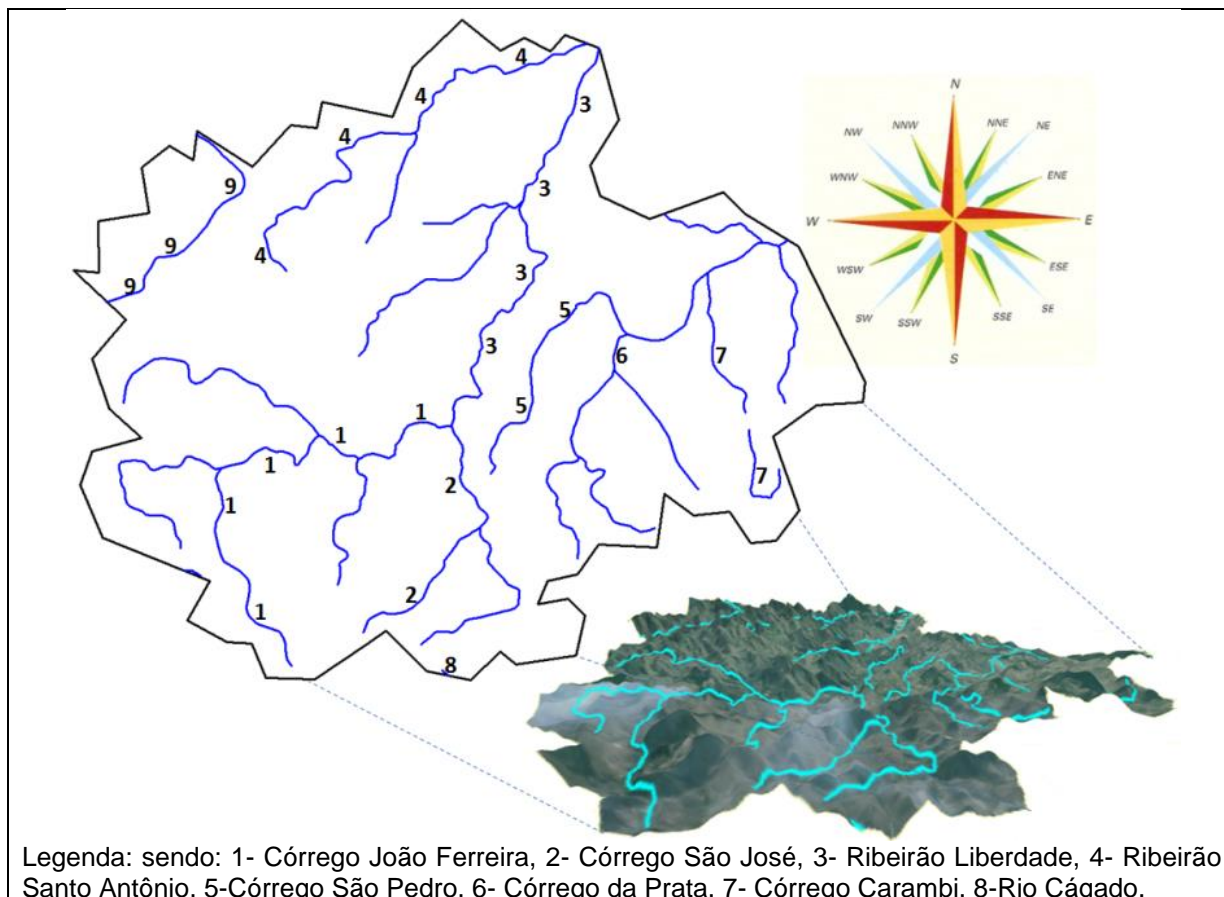 4
4
3
4
9
3
9
4
3
9
5
3
6
7
5
1
1
1
2
7
1
2
1
8
N
NNW
NNE
NW
NE
WNW
ENE
W
E
WSW
ESE
SW
SE
SSW
SSE
S
Legenda: sendo: 1- Córrego João Ferreira, 2- Córrego São José, 3- Ribeirão Liberdade, 4- Ribeirão
Santo Antônio, 5-Córrego São Pedro, 6- Córrego da Prata, 7- Córrego Carambi, 8-Rio Cágado,